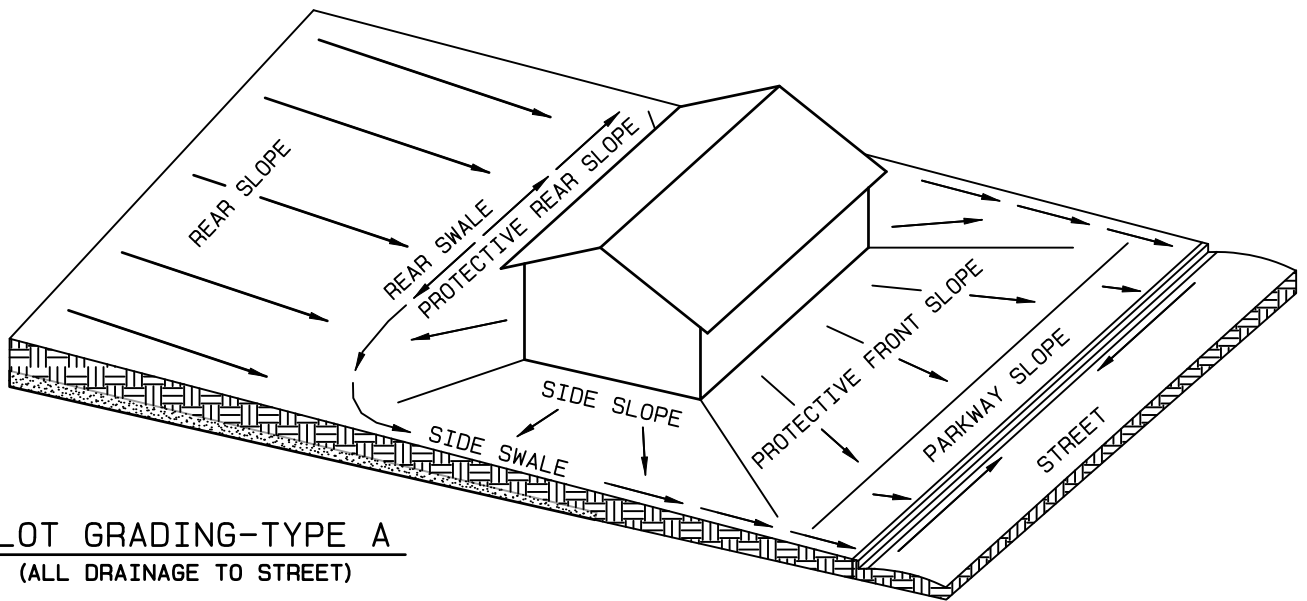 REAR SLOPE
REAR SWALE
PROTECTIVE REAR SLOPE
SIDE SLOPE
SIDE SWALE
PROTECTIVE FRONT SLOPE
PARKWAY SLOPE
STREET
LOT GRADING-TYPE A
(ALL DRAINAGE TO STREET)